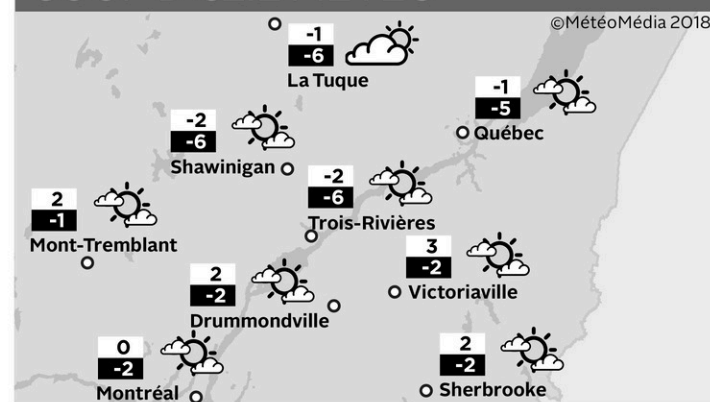 ©MétéoMédia 2018
-1
-6
La Tuque
-1
-5
Québec
-2
-6
Shawinigan
-2
-6
Trois-Rivières
2
-1
Mont-Tremblant
3
-2
Victoriaville
2
-2
Drummondville
0
-2
Montréal
2
-2
Sherbrooke